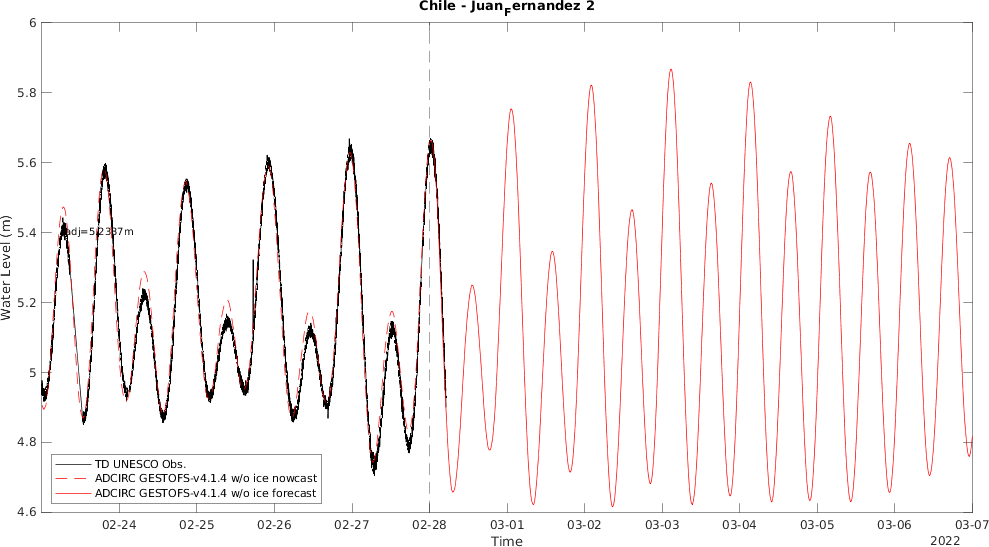 Chile - Juan_Fernandez 2
6
5.8
5.6
5.4
5.2
5
4.8
4.6
Water Level (m)
adj=5.2337m
TD UNESCO Obs.
ADCIRC GESTOFS-v4.1.4 w/o ice nowcast
ADCIRC GESTOFS-v4.1.4 w/o ice forecast
02-24 02-25 02-26 02-27 02-28 03-01 03-02 03-03 03-04 03-05 03-06 03-07
Time
2022